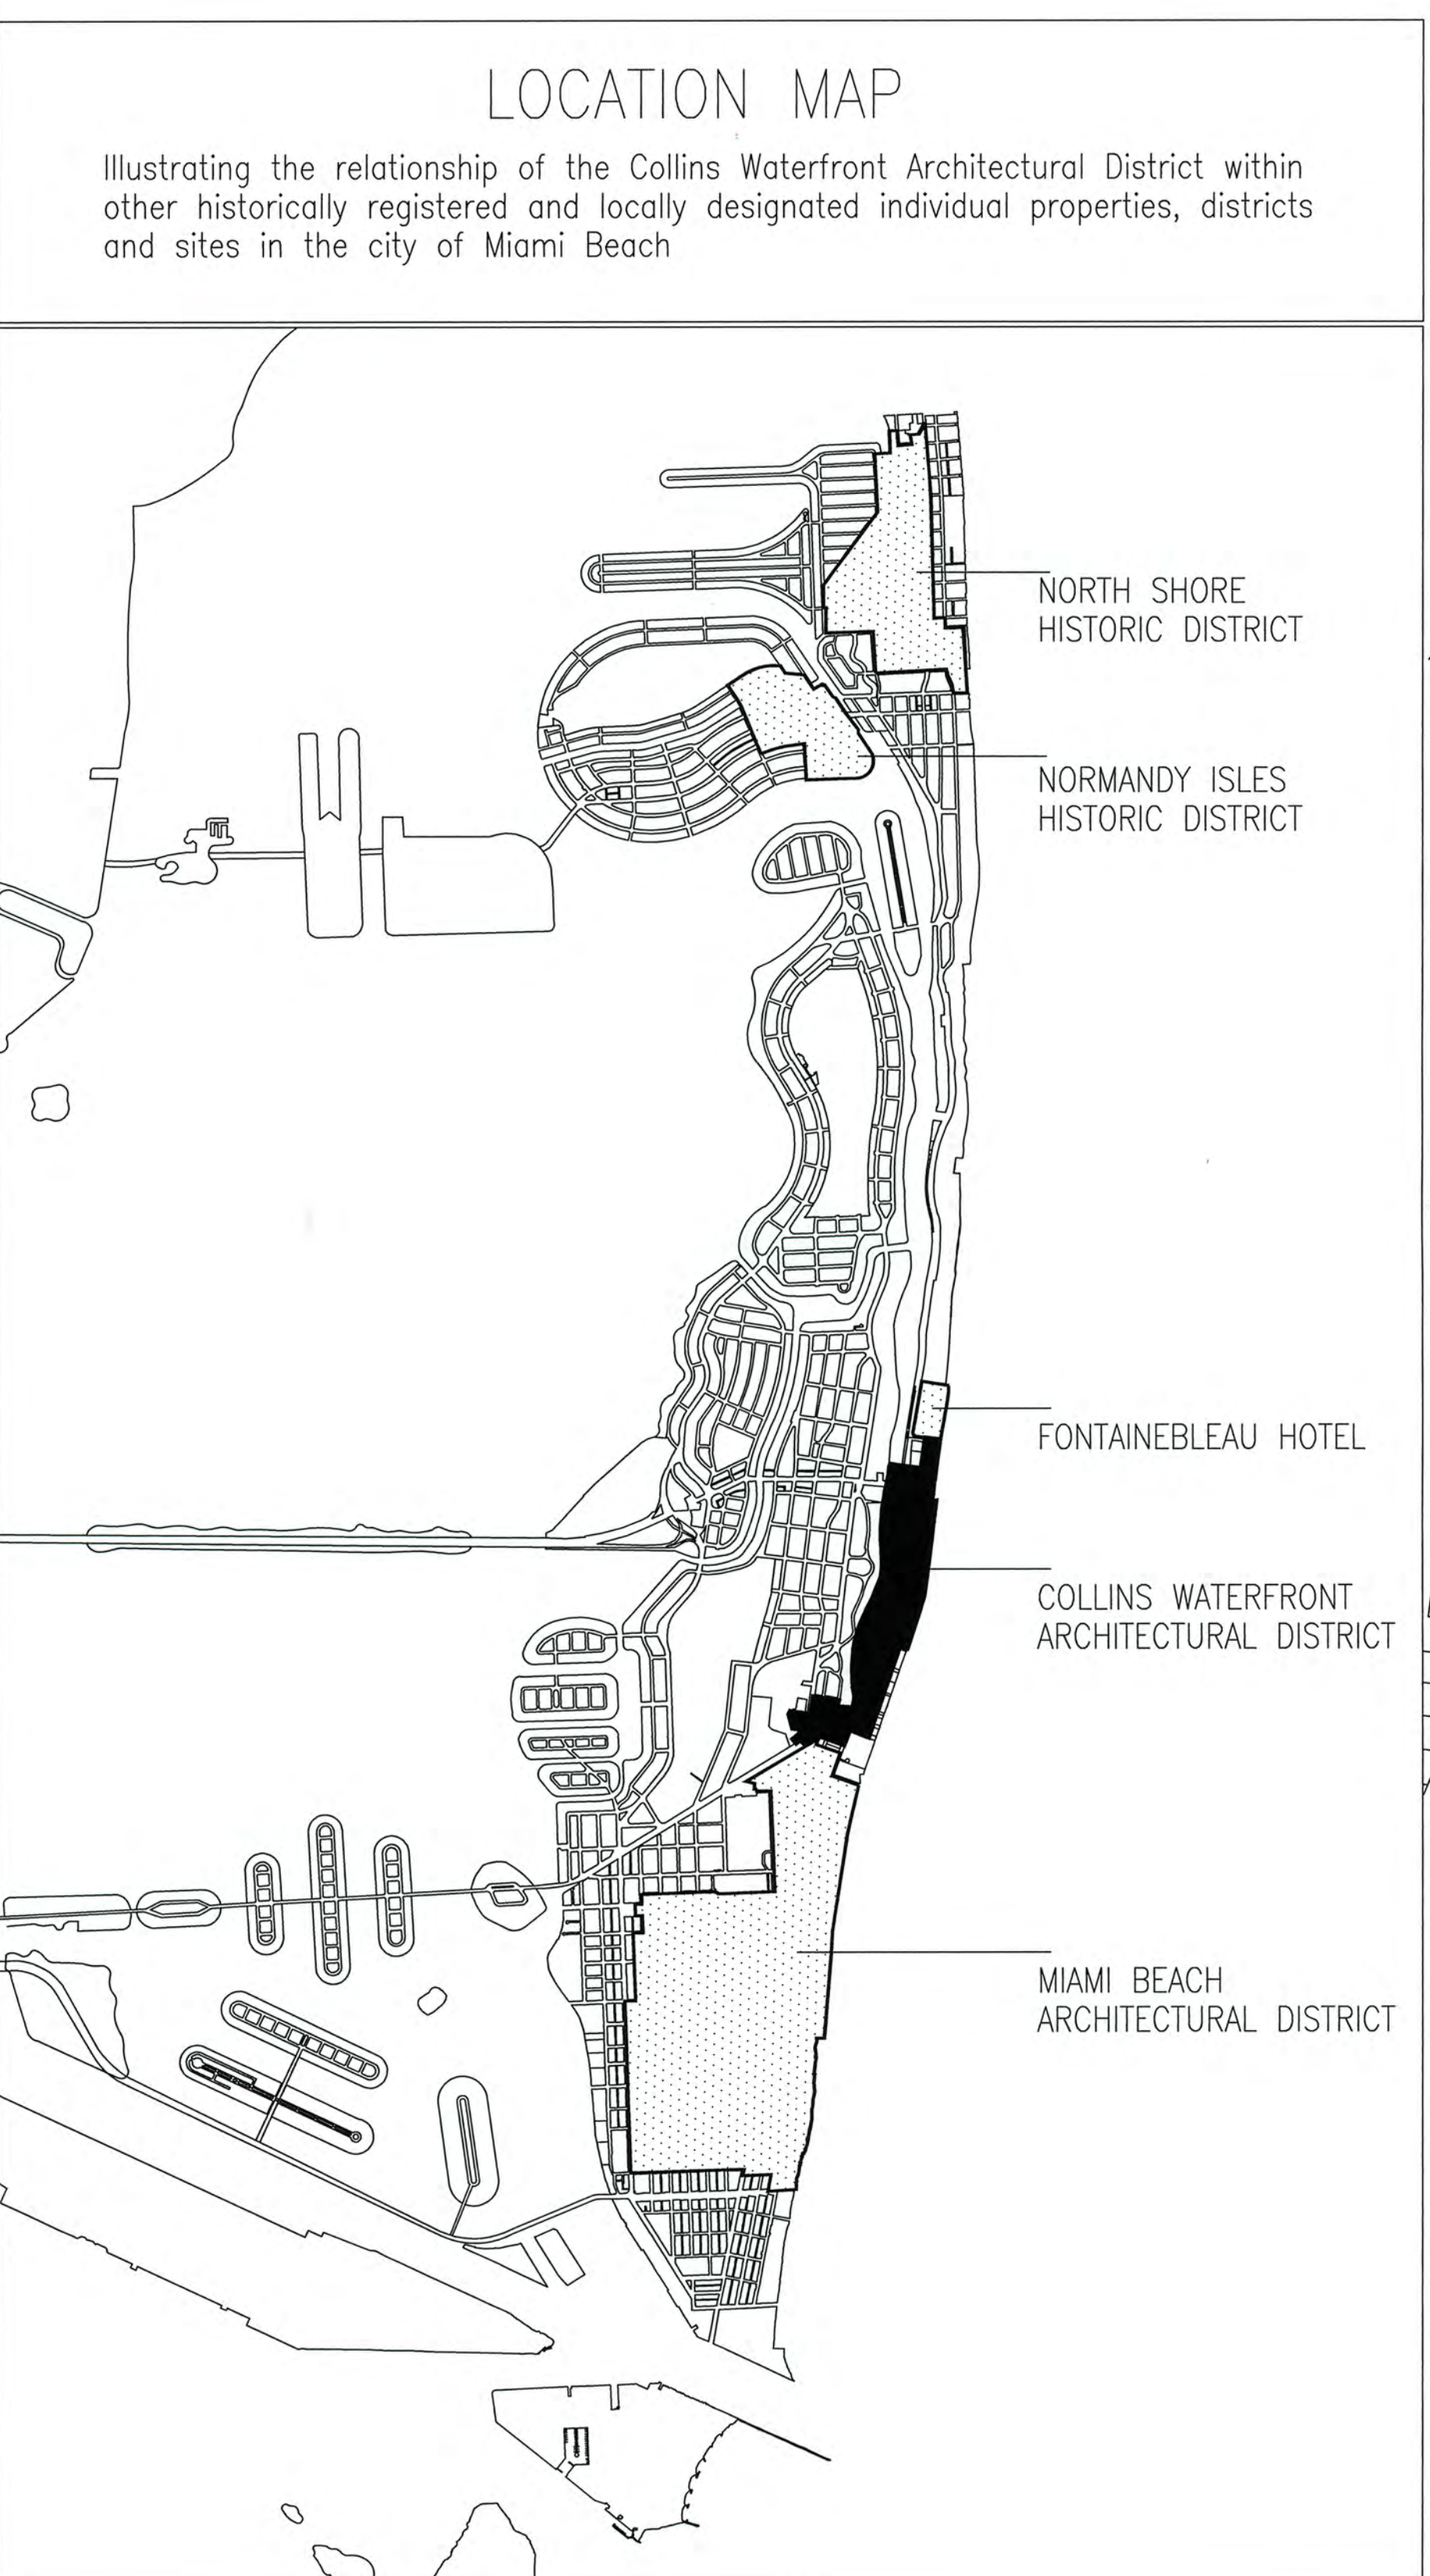 LOCATION MAP
Illustrating the relationship of the Collins Waterfront Architectural District within
other historically registered and locally designated individual properties, districts
and sites in the city of Miami Beach
NORTH SHORE
HISTORIC DISTRICT
NORMANDY ISLES
HISTORIC DISTRICT
FONTAINEBLEAU HOTEL
COLLINS WATERFRONT
ARCHITECTURAL DISTRICT
MIAMI BEACH
ARCHITECTURAL DISTRICT